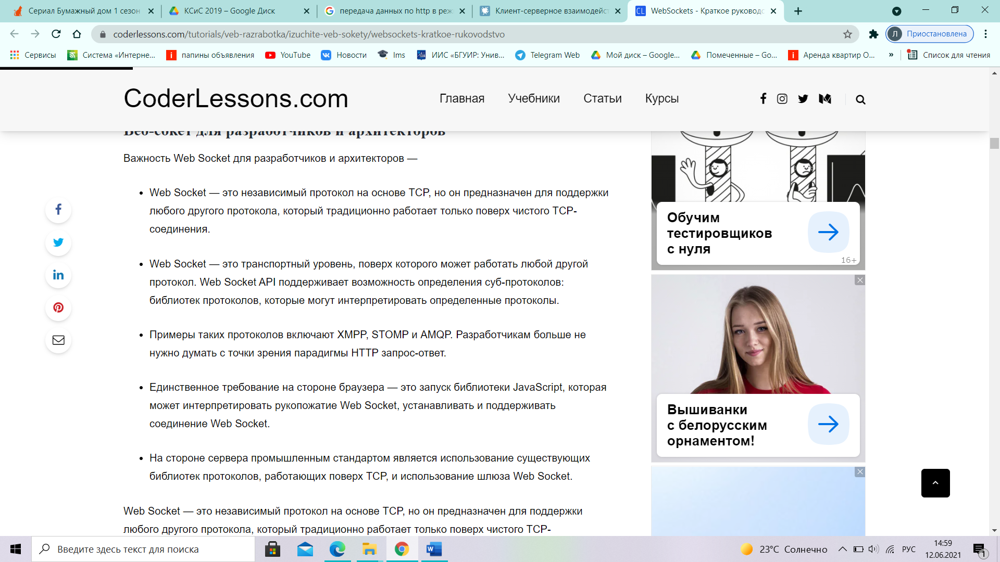 Сериал Бумажный дом 1 сезон
КСиС 2019 – Google Диск
передача данных по http в реж
Клиент-серверное взаимодейст
CL
WebSockets - Краткое руководс
coderlessons.com/tutorials/veb-razrabotka/izuchite-veb-sokety/websockets-kratkoe-rukovodstvo
Л
Приостановлена
Сервисы
Система «Интерне...
папины объявления
YouTube
Новости
lms
ИИС «БГУИР: Унив...
Telegram Web
Мой диск – Google...
Помеченные – Go...
Аренда квартир О...
»
Список для чтения
CoderLessons.com
Главная
Учебники
Статьи
Курсы
Веб-сокет для разработчиков и архитекторов
Важность Web Socket для разработчиков и архитекторов —
Web Socket — это независимый протокол на основе TCP, но он предназначен для поддержки
любого другого протокола, который традиционно работает только поверх чистого TCP-
соединения.
Web Socket — это транспортный уровень, поверх которого может работать любой другой
протокол. Web Socket API поддерживает возможность определения суб-протоколов:
библиотек протоколов, которые могут интерпретировать определенные протоколы.
Примеры таких протоколов включают XMPP, STOMP и AMQP. Разработчикам больше не
нужно думать с точки зрения парадигмы HTTP запрос-ответ.
Единственное требование на стороне браузера — это запуск библиотеки JavaScript, которая
может интерпретировать рукопожатие Web Socket, устанавливать и поддерживать
соединение Web Socket.
На стороне сервера промышленным стандартом является использование существующих
библиотек протоколов, работающих поверх TCP, и использование шлюза Web Socket.
Web Socket — это независимый протокол на основе TCP, но он предназначен для поддержки
любого другого протокола, который традиционно работает только поверх чистого TCP-
Обучим
тестировщиков
с нуля
16+
Вышиванки
с белорусским
орнаментом!
Введите здесь текст для поиска
23°C Солнечно
РУС
14:59
12.06.2021
1